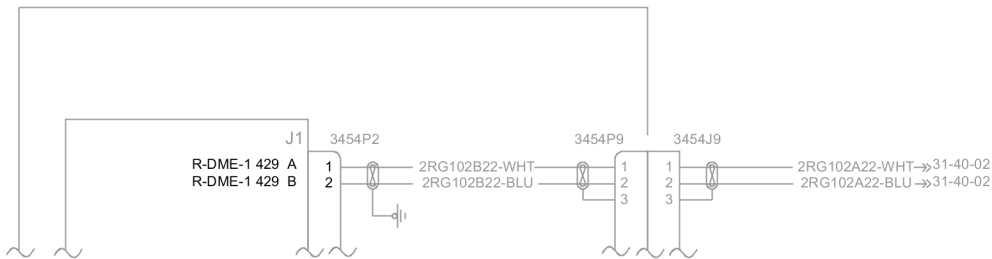 J1 3454P2 3454P9 3454J9
R-DME-1 429 A 1 2RG102B22-WHT 1 1 2RG102A22-WHT 31-40-02
R-DME-1 429 B 2 2RG102B22-BLU 2 2 2RG102A22-BLU 31-40-02
3 3